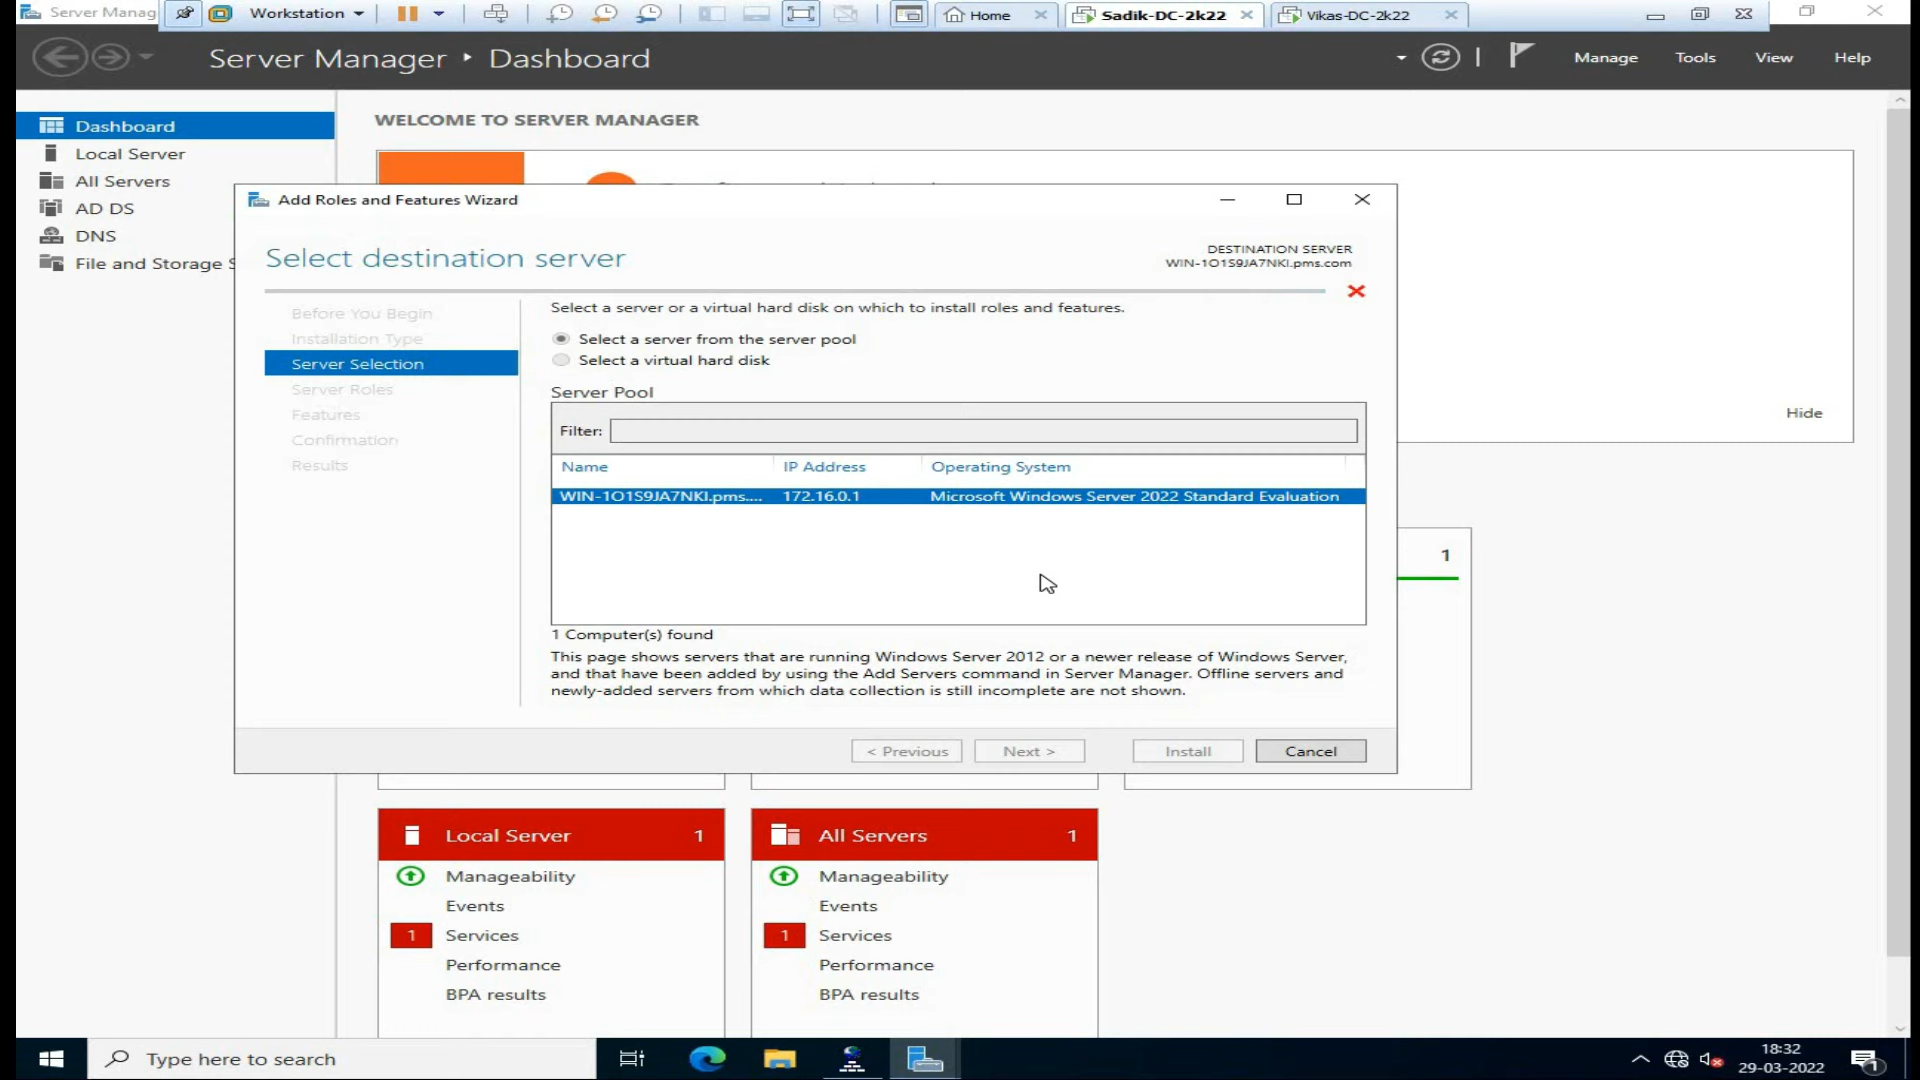 Server Manag
Workstation
Home
Sadik-DC-2k22
Vikas-DC-2k22
Server Manager
Dashboard
Manage
Tools
View
Help
Dashboard
Local Server
All Servers
AD DS
DNS
File and Storage S
WELCOME TO SERVER MANAGER
Add Roles and Features Wizard
Select destination server
DESTINATION SERVER
WIN-1O1S9JA7NKI.pms.com
Before You Begin
Installation Type
Server Selection
Server Roles
Features
Confirmation
Results
Select a server or a virtual hard disk on which to install roles and features.
Select a server from the server pool
Select a virtual hard disk
Server Pool
Filter:
Name
IP Address
Operating System
WIN-1O1S9JA7NKI.pms....
172.16.0.1
Microsoft Windows Server 2022 Standard Evaluation
1 Computer(s) found
This page shows servers that are running Windows Server 2012 or a newer release of Windows Server,
and that have been added by using the Add Servers command in Server Manager. Offline servers and
newly-added servers from which data collection is still incomplete are not shown.
< Previous
Next >
Install
Cancel
Hide
1
Local Server
1
Manageability
Events
1
Services
Performance
BPA results
All Servers
1
Manageability
Events
1
Services
Performance
BPA results
Type here to search
18:32
29-03-2022
1